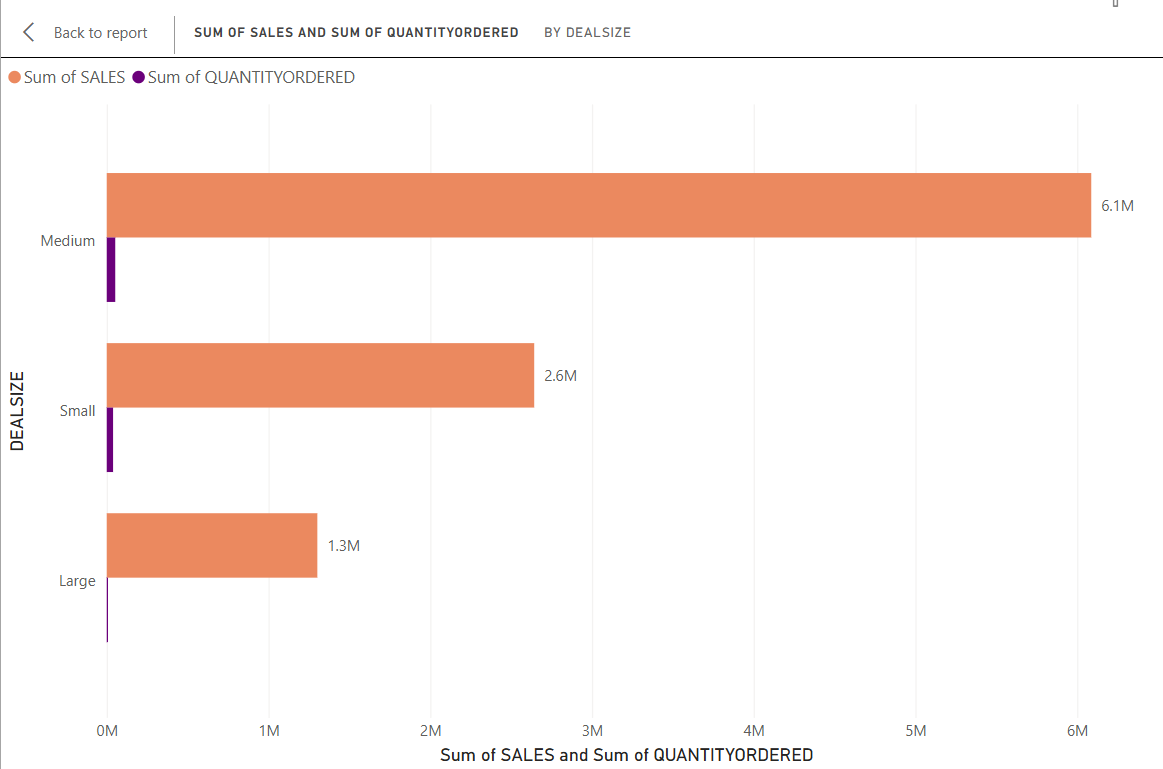 Back to report SUM OF SALES AND SUM OF QUANTITYORDERED BY DEALSIZE
Sum of SALES Sum of QUANTITYORDERED
6.1M
Medium
2.6M
Small
DEALSIZE
1.3M
Large
0M 1M 2M 3M 4M 5M 6M
Sum of SALES and Sum of QUANTITYORDERED